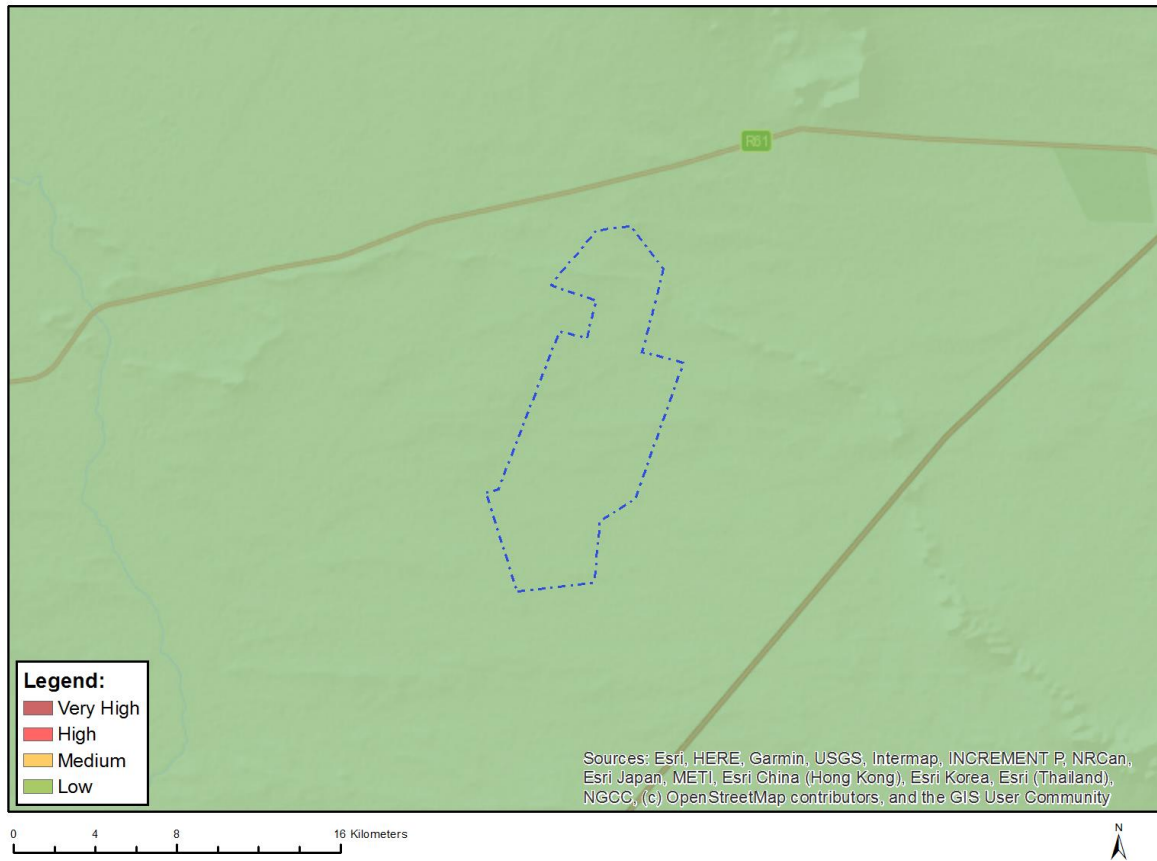 R61
Legend:
Very High
High
Medium
Low
Sources: Esri, HERE, Garmin, USGS, Intermap, INCREMENT P, NRCan,
Esri Japan, METI, Esri China (Hong Kong), Esri Korea, Esri (Thailand),
NGCC, (c) OpenStreetMap contributors, and the GIS User Community
0 4 8 16 Kilometers
N